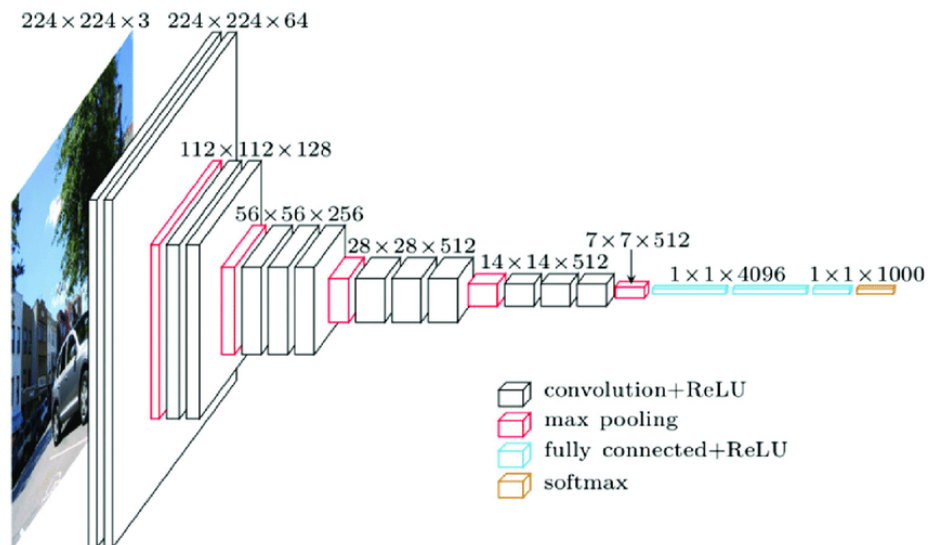 224×224×3
224×224×64
112×112×128
56×56×256
28×28×512
14×14×512
7×7×512
1×1×4096
1×1×1000
convolution+ReLU
max pooling
fully connected+ReLU
softmax